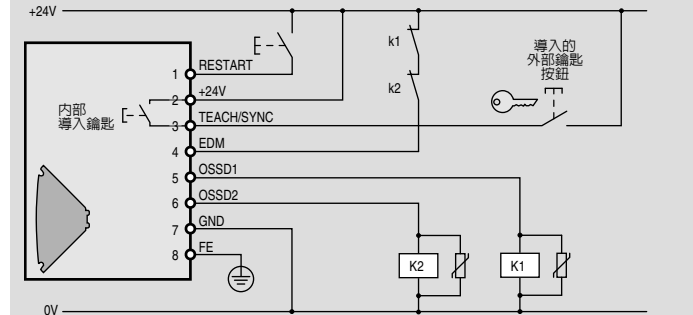 +24V
k1
導入的
外部鑰匙
按鈕
1 RESTART
k2
2 +24V
内部
導入鑰匙
3 TEACH/SYNC
4 EDM
5 OSSD1
6 OSSD2
7 GND
8 FE
K2
K1
0V